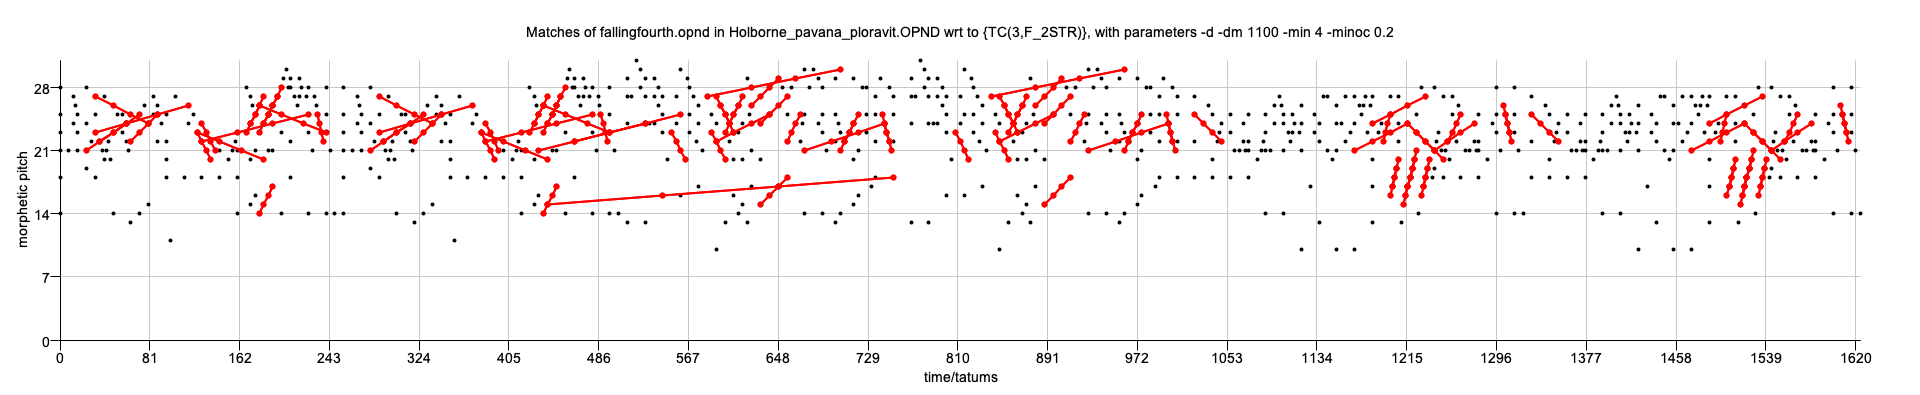 Matches of fallingfourth.opnd in Holborne_pavana_ploravit.OPND wrt to {TC(3,F_2STR)}, with parameters -d -dm 1100 -min 4 -minoc 0.2
morphetic pitch
28
21
14
7
0
0 81 162 243 324 405 486 567 648 729 810 891 972 1053 1134 1215 1296 1377 1458 1539 1620
time/tatums